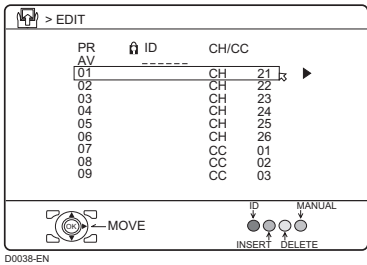 > EDIT
PR ID CH/CC
AV _ _ _ _ _ _
01 CH 21
02 CH 22
03 CH 23
04 CH 24
05 CH 25
06 CH 26
07 CC 01
08 CC 02
09 CC 03
ID MANUAL
OK MOVE
INSERT DELETE
D0038-EN